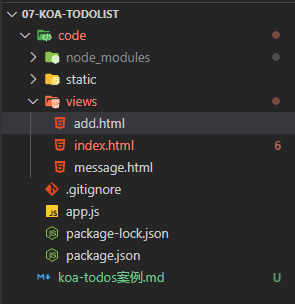 07-KOA-TODOLIST
code
node_modules
static
views
add.html
index.html 6
message.html
.gitignore
JS app.js
package-lock.json
package.json
koa-todos案例.md U